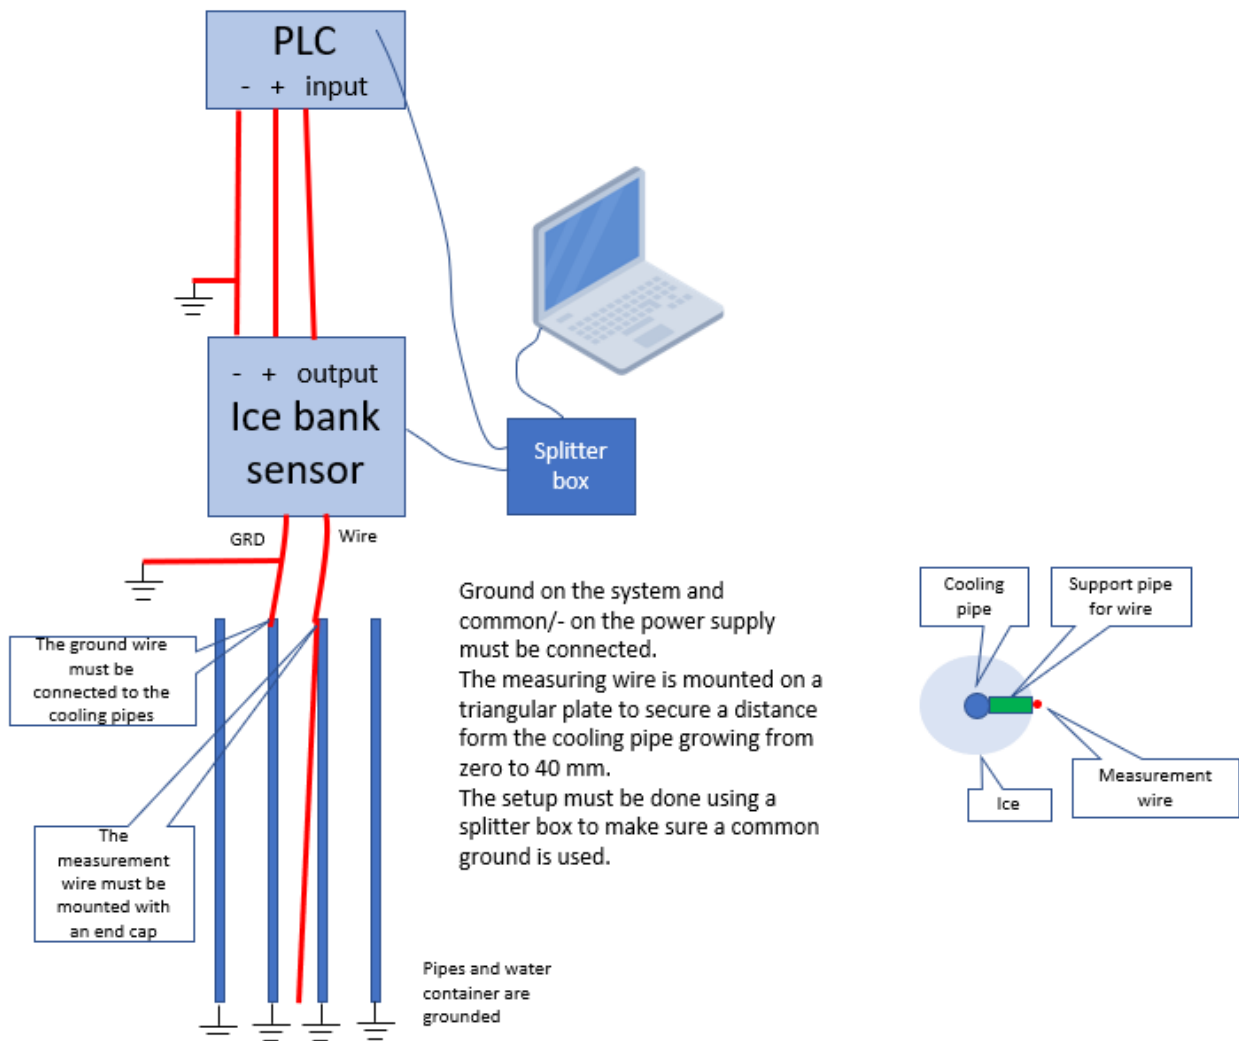 PLC
- + input
- + output
Ice bank
sensor
Splitter
box
GRD
Wire
The ground wire
must be
connected to the
cooling pipes
The
measurement
wire must be
mounted with
an end cap
Ground on the system and
common/- on the power supply
must be connected.
The measuring wire is mounted on a
triangular plate to secure a distance
form the cooling pipe growing from
zero to 40 mm.
The setup must be done using a
splitter box to make sure a common
ground is used.
Pipes and water
container are
grounded
Cooling
pipe
Support pipe
for wire
Ice
Measurement
wire